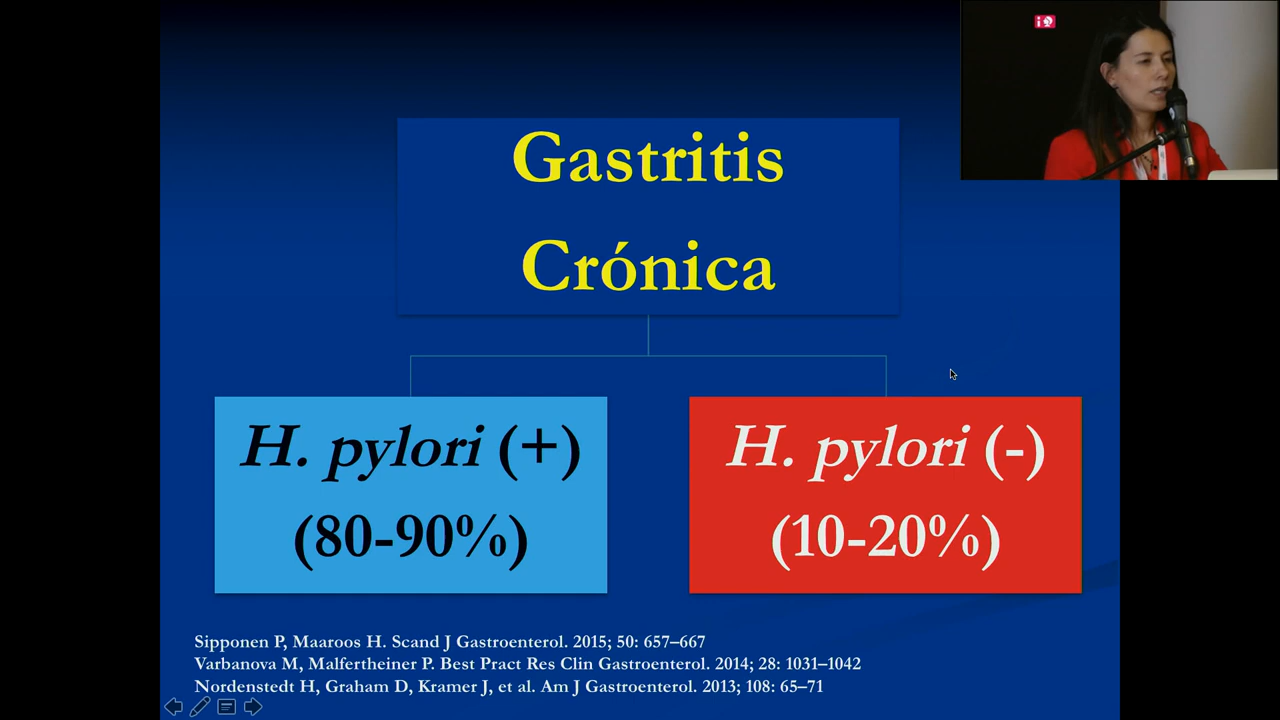 Gastritis
Crónica
H. pylori (+)
(80-90%)
H. pylori (-)
(10-20%)
Sipponen P, Maaroos H. Scand J Gastroenterol. 2015; 50: 657–667
Varbanova M, Malfertheiner P. Best Pract Res Clin Gastroenterol. 2014; 28: 1031–1042
Nordenstedt H, Graham D, Kramer J, et al. Am J Gastroenterol. 2013; 108: 65–71